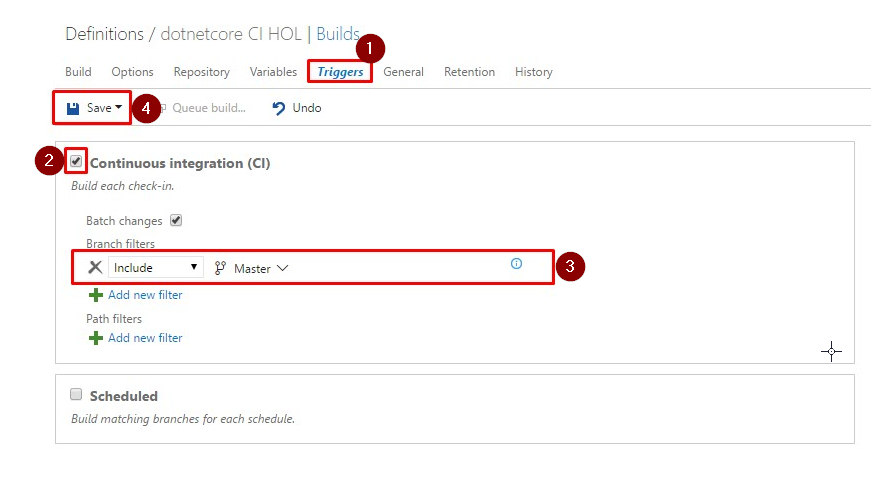 Definitions / dotnetcore CI HOL | Builds
1
Build Options Repository Variables Triggers General Retention History
Save 4 Queue build... Undo
2 Continuous integration (CI)
Build each check-in.
Batch changes
Branch filters
Include Master 3
Add new filter
Path filters
Add new filter
Scheduled
Build matching branches for each schedule.